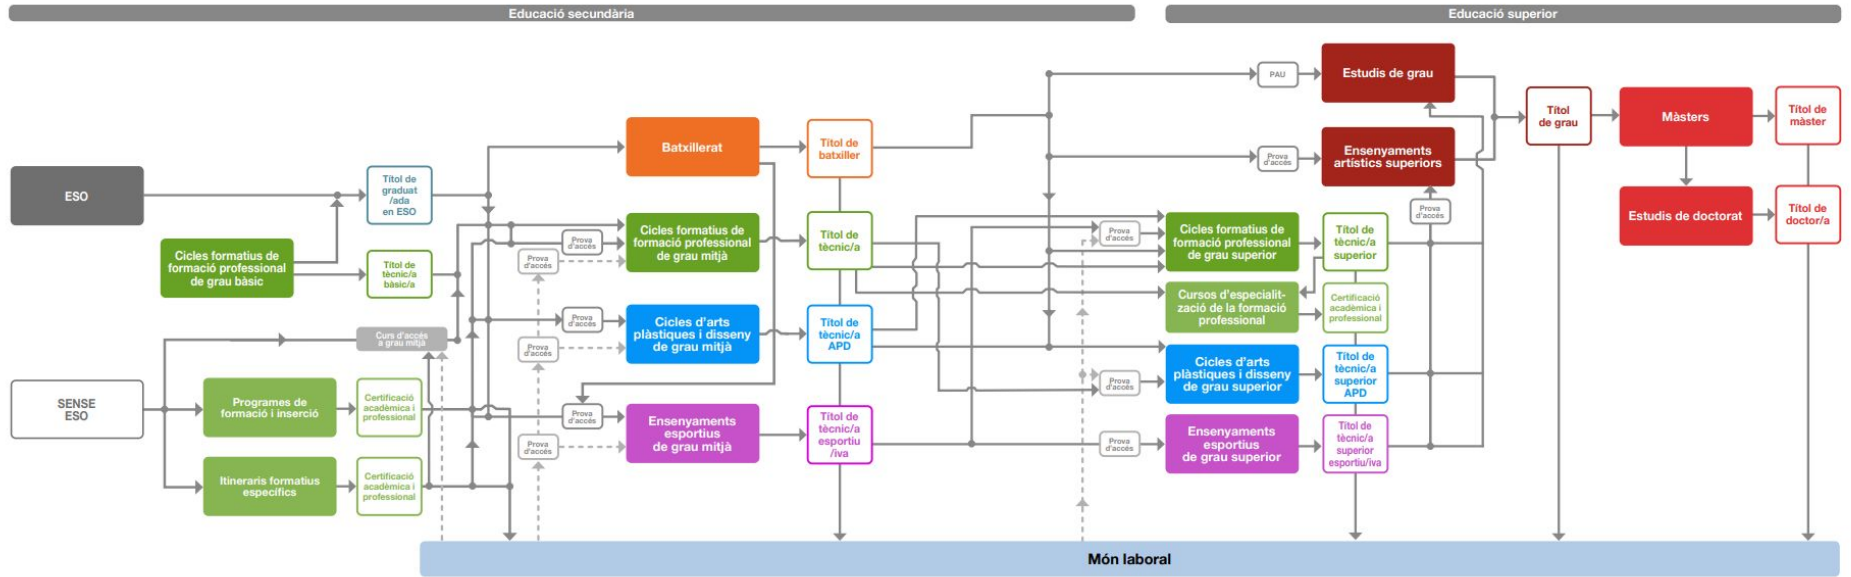 Educació secundària
Educació superior
ESO
Cicles formatius de
formació professional
de grau bàsic
SENSE
ESO
Programes de
formació i inserció
Itineraris formatius
específics
Títol de
graduat
/ada
en ESO
Títol de
tècnic/a
bàsic/a
Curs d'accés
a grau mitjà
Certificació
acadèmica i
professional
Certificació
acadèmica i
professional
Prova
d'accés
Prova
d'accés
Prova
d'accés
Prova
d'accés
Prova
d'accés
Prova
d'accés
Batxillerat
Cicles formatius de
formació professional
de grau mitjà
Cicles d'arts
plàstiques i disseny
de grau mitjà
Ensenyaments
esportius
de grau mitjà
Títol de
batxiller
Títol de
tècnic/a
Títol de
tècnic/a
APD
Títol de
tècnic/a
esportiu
/iva
PAU
Prova
d'accés
Prova
d'accés
Prova
d'accés
Prova
d'accés
Estudis de grau
Ensenyaments
artístics superiors
Prova
d'accés
Cicles formatius de
formació professional
de grau superior
Cursos d'especialit-
zació de la formació
professional
Cicles d'arts
plàstiques i disseny
de grau superior
Ensenyaments
esportius
de grau superior
Títol de
tècnic/a
superior
Certificació
acadèmica i
professional
Títol de
tècnic/a
superior
APD
Títol de
tècnic/a
superior
esportiu/iva
Títol
de grau
Màsters
Títol de
màster
Estudis de doctorat
Títol de
doctor/a
Món laboral